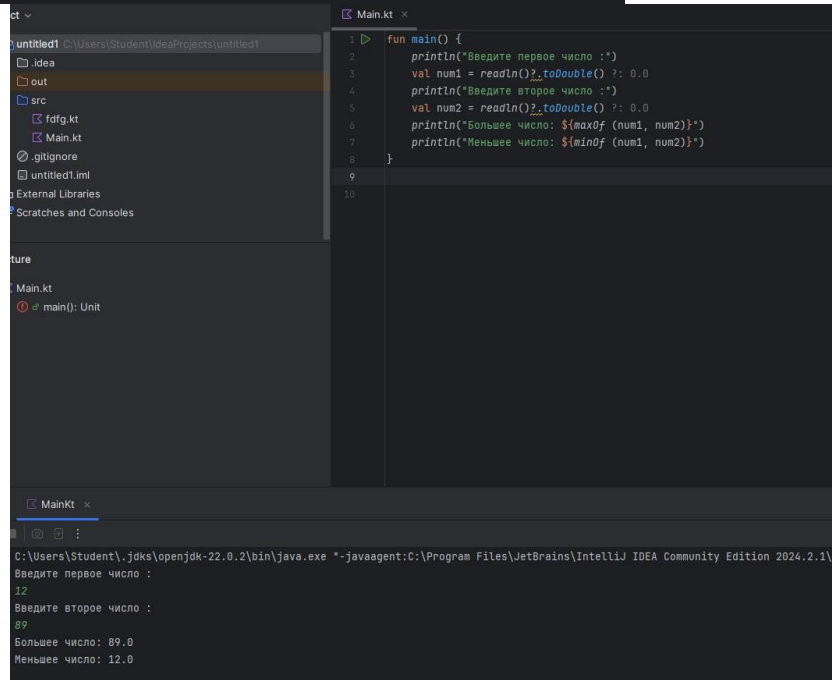 ct
untitled1 C:\Users\Student\IdeaProjects\untitled1
.idea
out
src
fdfg.kt
Main.kt
.gitignore
untitled1.iml
External Libraries
Scratches and Consoles
ture
Main.kt
main(): Unit
Main.kt
1 fun main() {
2 println("Введите первое число :")
3 val num1 = readln()?.toDouble() ?: 0.0
4 println("Введите второе число :")
5 val num2 = readln()?.toDouble() ?: 0.0
6 println("Большее число: ${maxOf (num1, num2)}")
7 println("Меньшее число: ${minOf (num1, num2)}")
8 }
9
10
MainKt
C:\Users\Student\.jdks\openjdk-22.0.2\bin\java.exe "-javaagent:C:\Program Files\JetBrains\IntelliJ IDEA Community Edition 2024.2.1\
Введите первое число :
12
Введите второе число :
89
Большее число: 89.0
Меньшее число: 12.0